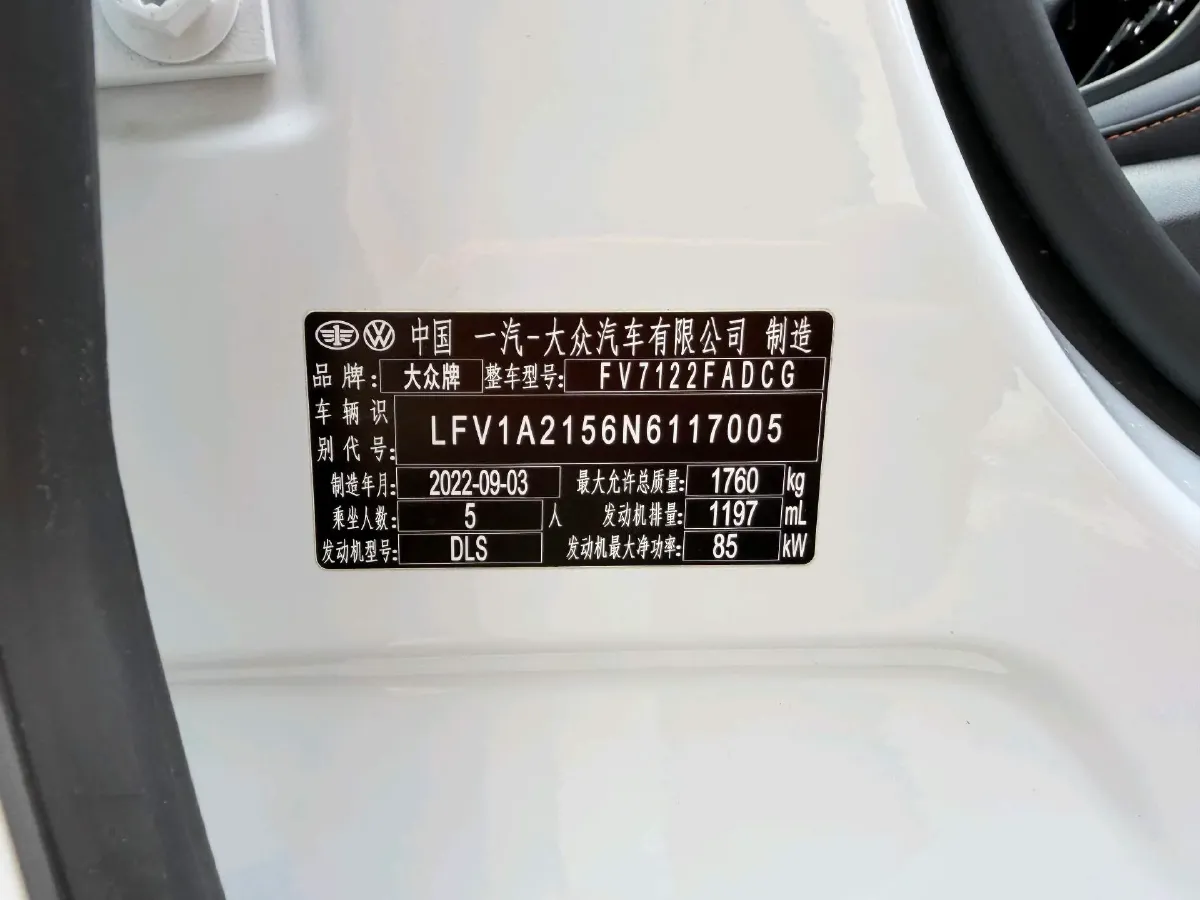 中国 一汽-大众汽车有限公司 制造
品牌: 大众牌 整车型号: FV7122FADCG
车辆识别代号: LFV1A2156N6117005
制造年月: 2022-09-03 最大允许总质量: 1760 kg
乘坐人数: 5 人 发动机排量: 1197 mL
发动机型号: DLS 发动机最大净功率: 85 kW